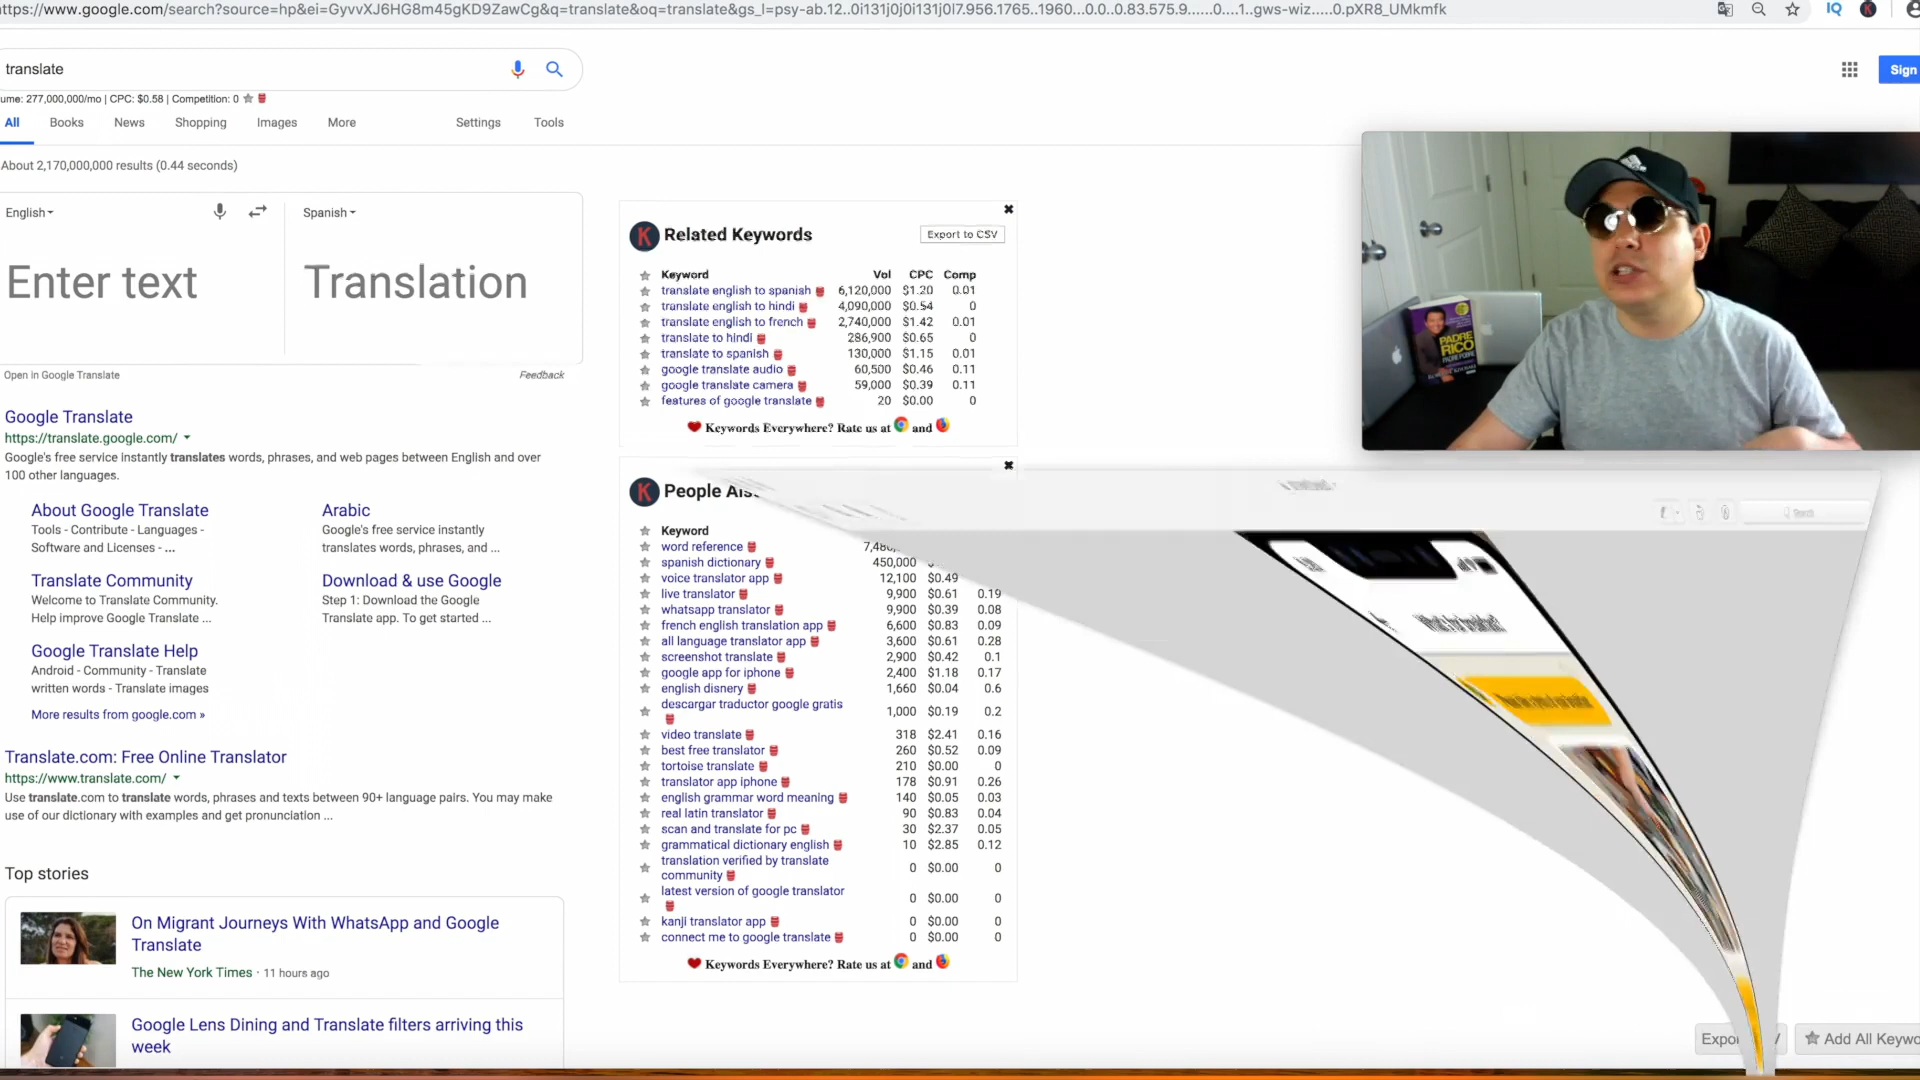 https://www.google.com/search?source=hp&ei=GyvvXJ6HG8m45gKD9ZawCg&q=translate&oq=translate&gs_l=psy-ab.12..0i131j0j0i131j0l7.956.1765..1960...0.0..0.83.575.9......0....1..gws-wiz.....0.pXR8_UMkmfk
IQ
K
translate
Sign
ume: 277,000,000/mo | CPC: $0.58 | Competition: 0
All Books News Shopping Images More Settings Tools
About 2,170,000,000 results (0.44 seconds)
English Spanish
Enter text Translation
Open in Google Translate Feedback
Google Translate
https://translate.google.com/
Google's free service instantly translates words, phrases, and web pages between English and over
100 other languages.
About Google Translate
Tools - Contribute - Languages -
Software and Licenses - ...
Arabic
Google's free service instantly
translates words, phrases, and ...
Translate Community
Welcome to Translate Community.
Help improve Google Translate ...
Download & use Google
Step 1: Download the Google
Translate app. To get started ...
Google Translate Help
Android - Community - Translate
written words - Translate images
More results from google.com »
Translate.com: Free Online Translator
https://www.translate.com/
Use translate.com to translate words, phrases and texts between 90+ language pairs. You may make
use of our dictionary with examples and get pronunciation ...
Top stories
On Migrant Journeys With WhatsApp and Google
Translate
The New York Times · 11 hours ago
Google Lens Dining and Translate filters arriving this
week
K Related Keywords Export to CSV
Keyword Vol CPC Comp
translate english to spanish 6,120,000 $1.20 0.01
translate english to hindi 4,090,000 $0.54 0
translate english to french 2,740,000 $1.42 0.01
translate to hindi 286,900 $0.65 0
translate to spanish 130,000 $1.15 0.01
google translate audio 60,500 $0.46 0.11
google translate camera 59,000 $0.39 0.11
features of google translate 20 $0.00 0
Keywords Everywhere? Rate us at and
K People Als
Keyword
word reference 7,480,
spanish dictionary 450,000
voice translator app 12,100 $0.49
live translator 9,900 $0.61 0.19
whatsapp translator 9,900 $0.39 0.08
french english translation app 6,600 $0.83 0.09
all language translator app 3,600 $0.61 0.28
screenshot translate 2,900 $0.42 0.1
google app for iphone 2,400 $1.18 0.17
english disnery 1,660 $0.04 0.6
descargar traductor google gratis 1,000 $0.19 0.2
video translate 318 $2.41 0.16
best free translator 260 $0.52 0.09
tortoise translate 210 $0.00 0
translator app iphone 178 $0.91 0.26
english grammar word meaning 140 $0.05 0.03
real latin translator 90 $0.83 0.04
scan and translate for pc 30 $2.37 0.05
grammatical dictionary english 10 $2.85 0.12
translation verified by translate
community 0 $0.00 0
latest version of google translator 0 $0.00 0
kanji translator app 0 $0.00 0
connect me to google translate 0 $0.00 0
Keywords Everywhere? Rate us at and
PADRE
RICO
PADRE POBRE
Search
Expo
Add All Keywo